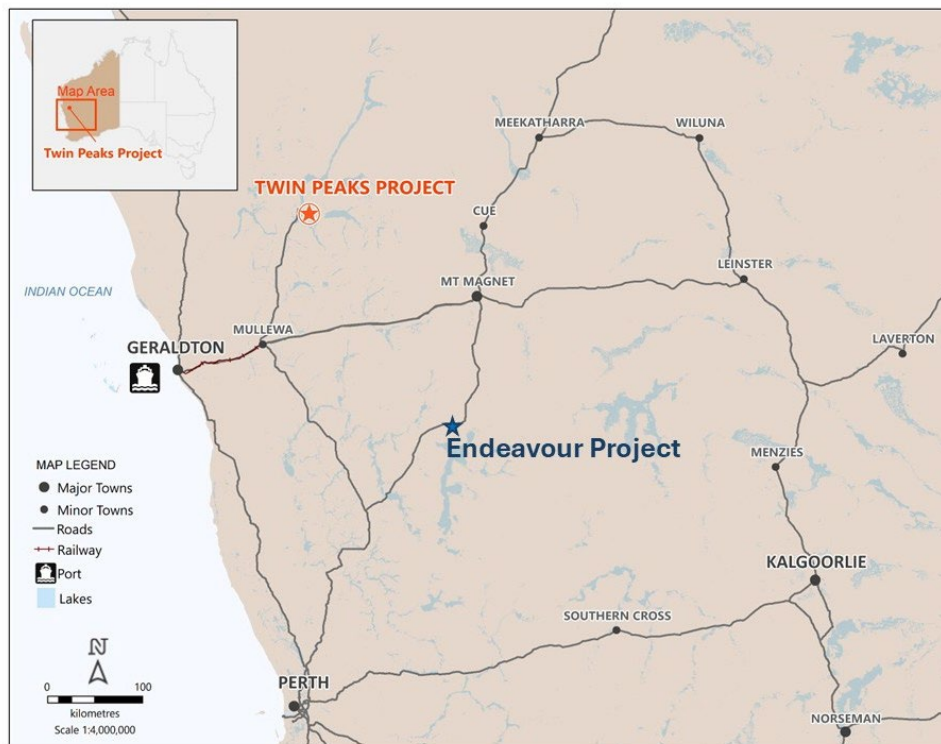 Map Area
Twin Peaks Project
MEEKATHARRA
WILUNA
TWIN PEAKS PROJECT
CUE
LEINSTER
MT MAGNET
INDIAN OCEAN
MULLEWA
LAVERTON
GERALDTON
Endeavour Project
MENZIES
MAP LEGEND
Major Towns
Minor Towns
Roads
Railway
Port
Lakes
KALGOORLIE
SOUTHERN CROSS
N
0 100
kilometres
Scale 1:4,000,000
PERTH
NORSEMAN